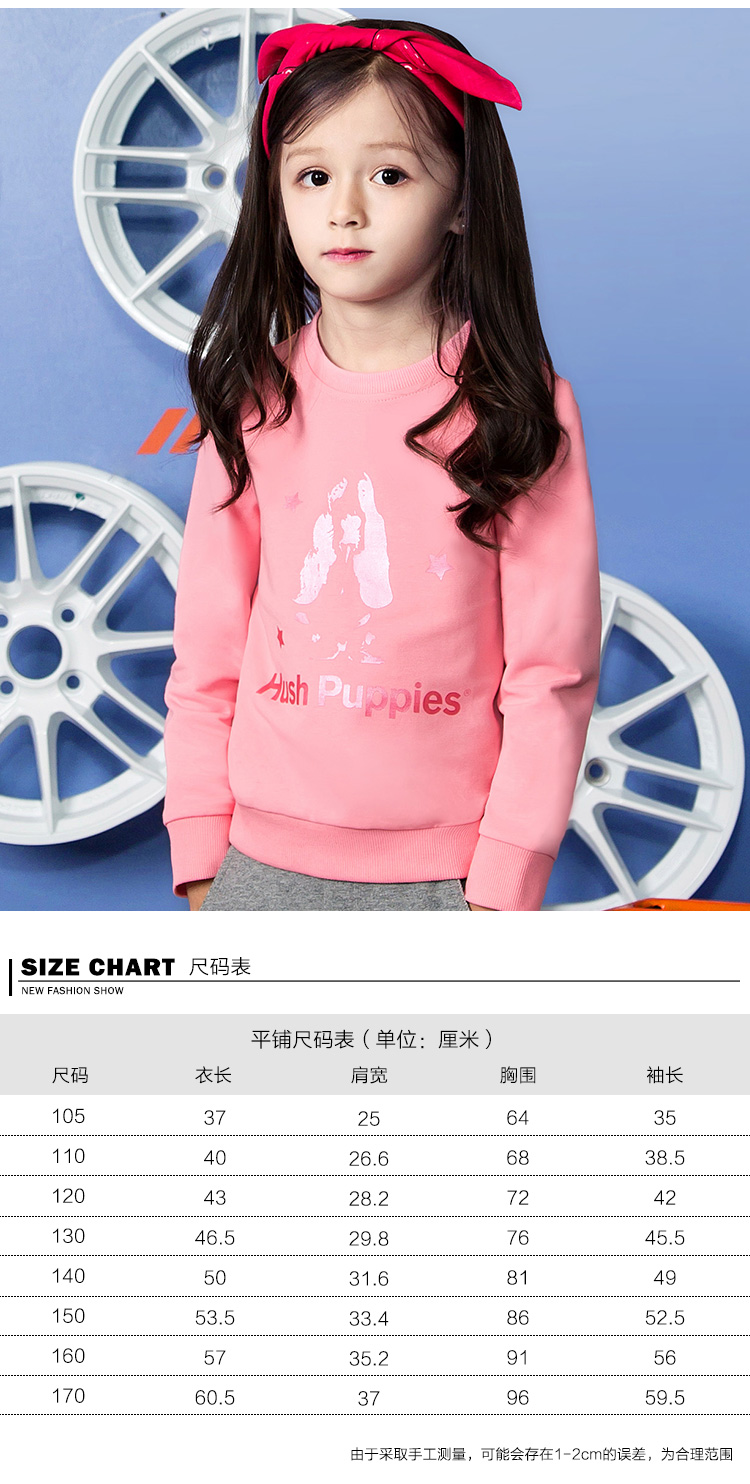 Hush Puppies®
SIZE CHART 尺码表
NEW FASHION SHOW
平铺尺码表（单位：厘米）
尺码 衣长 肩宽 胸围 袖长
105 37 25 64 35
110 40 26.6 68 38.5
120 43 28.2 72 42
130 46.5 29.8 76 45.5
140 50 31.6 81 49
150 53.5 33.4 86 52.5
160 57 35.2 91 56
170 60.5 37 96 59.5
由于采取手工测量，可能会存在1-2cm的误差，为合理范围